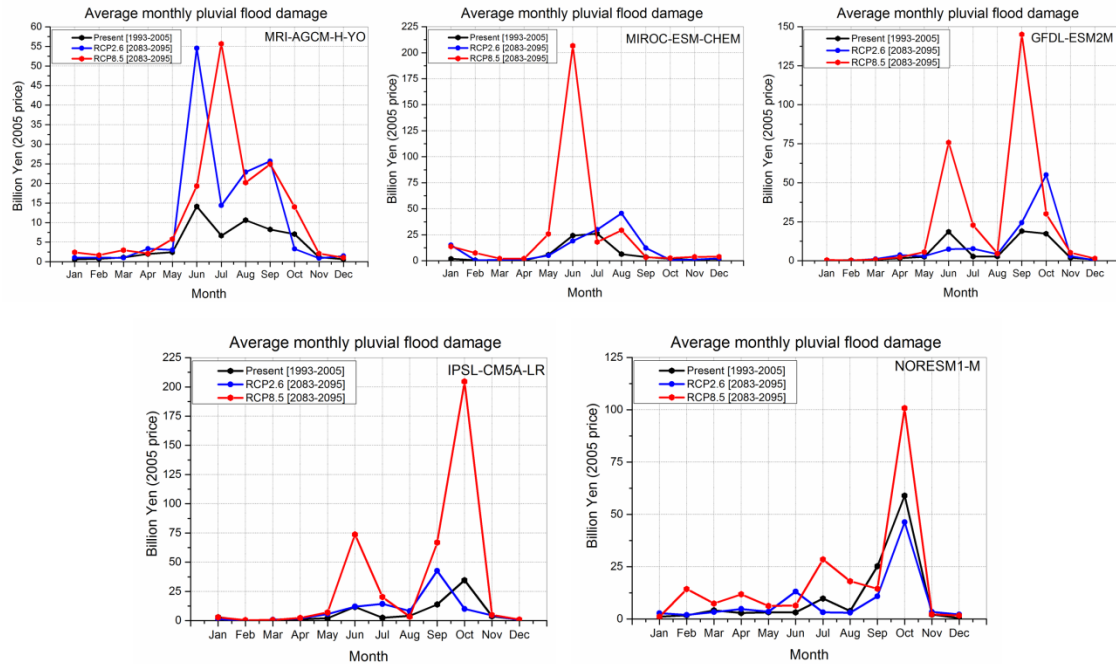 Average monthly pluvial flood damage
MRI-AGCM-H-YO
Present [1993-2005]
RCP2.6 [2083-2095]
RCP8.5 [2083-2095]
60
55
50
45
40
35
30
25
20
15
10
5
0
Billion Yen (2005 price)
Jan Feb Mar Apr May Jun Jul Aug Sep Oct Nov Dec
Month
Average monthly pluvial flood damage
MIROC-ESM-CHEM
Present [1993-2005]
RCP2.6 [2083-2095]
RCP8.5 [2083-2095]
225
200
175
150
125
100
75
50
25
0
Billion Yen (2005 price)
Jan Feb Mar Apr May Jun Jul Aug Sep Oct Nov Dec
Month
Average monthly pluvial flood damage
GFDL-ESM2M
Present [1993-2005]
RCP2.6 [2083-2095]
RCP8.5 [2083-2095]
150
125
100
75
50
25
0
Billion Yen (2005 price)
Jan Feb Mar Apr May Jun Jul Aug Sep Oct Nov Dec
Month
Average monthly pluvial flood damage
IPSL-CM5A-LR
Present [1993-2005]
RCP2.6 [2083-2095]
RCP8.5 [2083-2095]
225
200
175
150
125
100
75
50
25
0
Billion Yen (2005 price)
Jan Feb Mar Apr May Jun Jul Aug Sep Oct Nov Dec
Month
Average monthly pluvial flood damage
NORESM1-M
Present [1993-2005]
RCP2.6 [2083-2095]
RCP8.5 [2083-2095]
125
100
75
50
25
0
Billion Yen (2005 price)
Jan Feb Mar Apr May Jun Jul Aug Sep Oct Nov Dec
Month